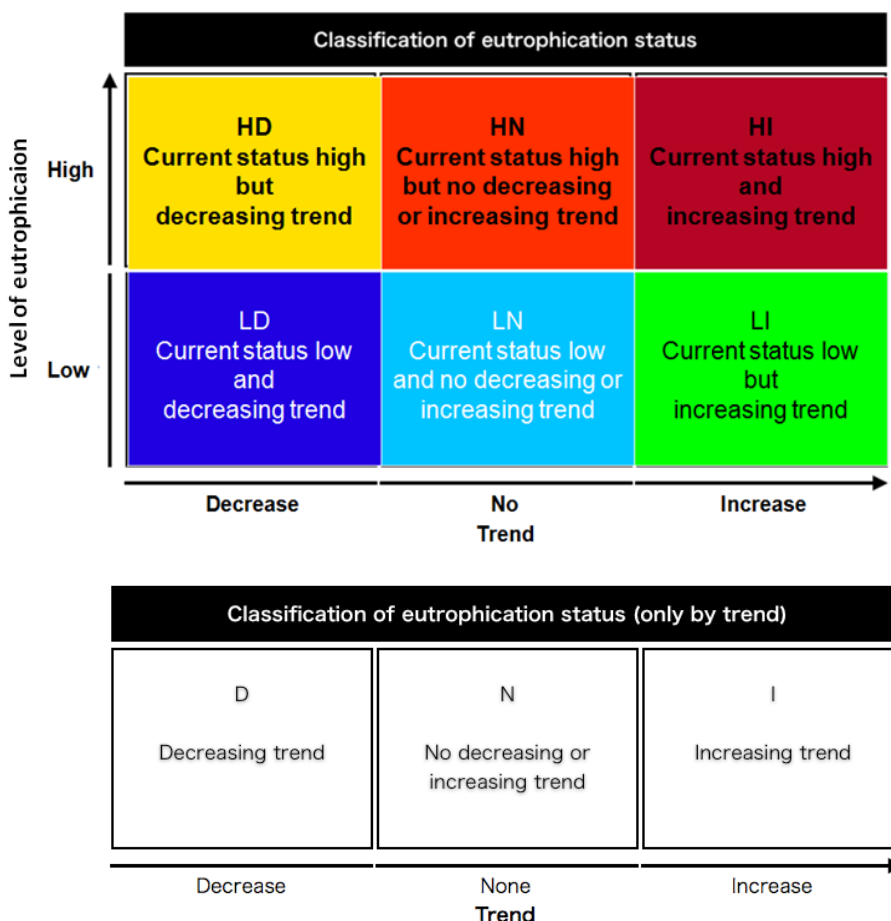 Classification of eutrophication status
Level of eutrophicaion
High
HD
Current status high
but
decreasing trend
HN
Current status high
but no decreasing
or increasing trend
HI
Current status high
and
increasing trend
Low
LD
Current status low
and
decreasing trend
LN
Current status low
and no decreasing or
increasing trend
LI
Current status low
but
increasing trend
Decrease
No
Increase
Trend
Classification of eutrophication status (only by trend)
D
Decreasing trend
N
No decreasing or
increasing trend
I
Increasing trend
Decrease
None
Increase
Trend